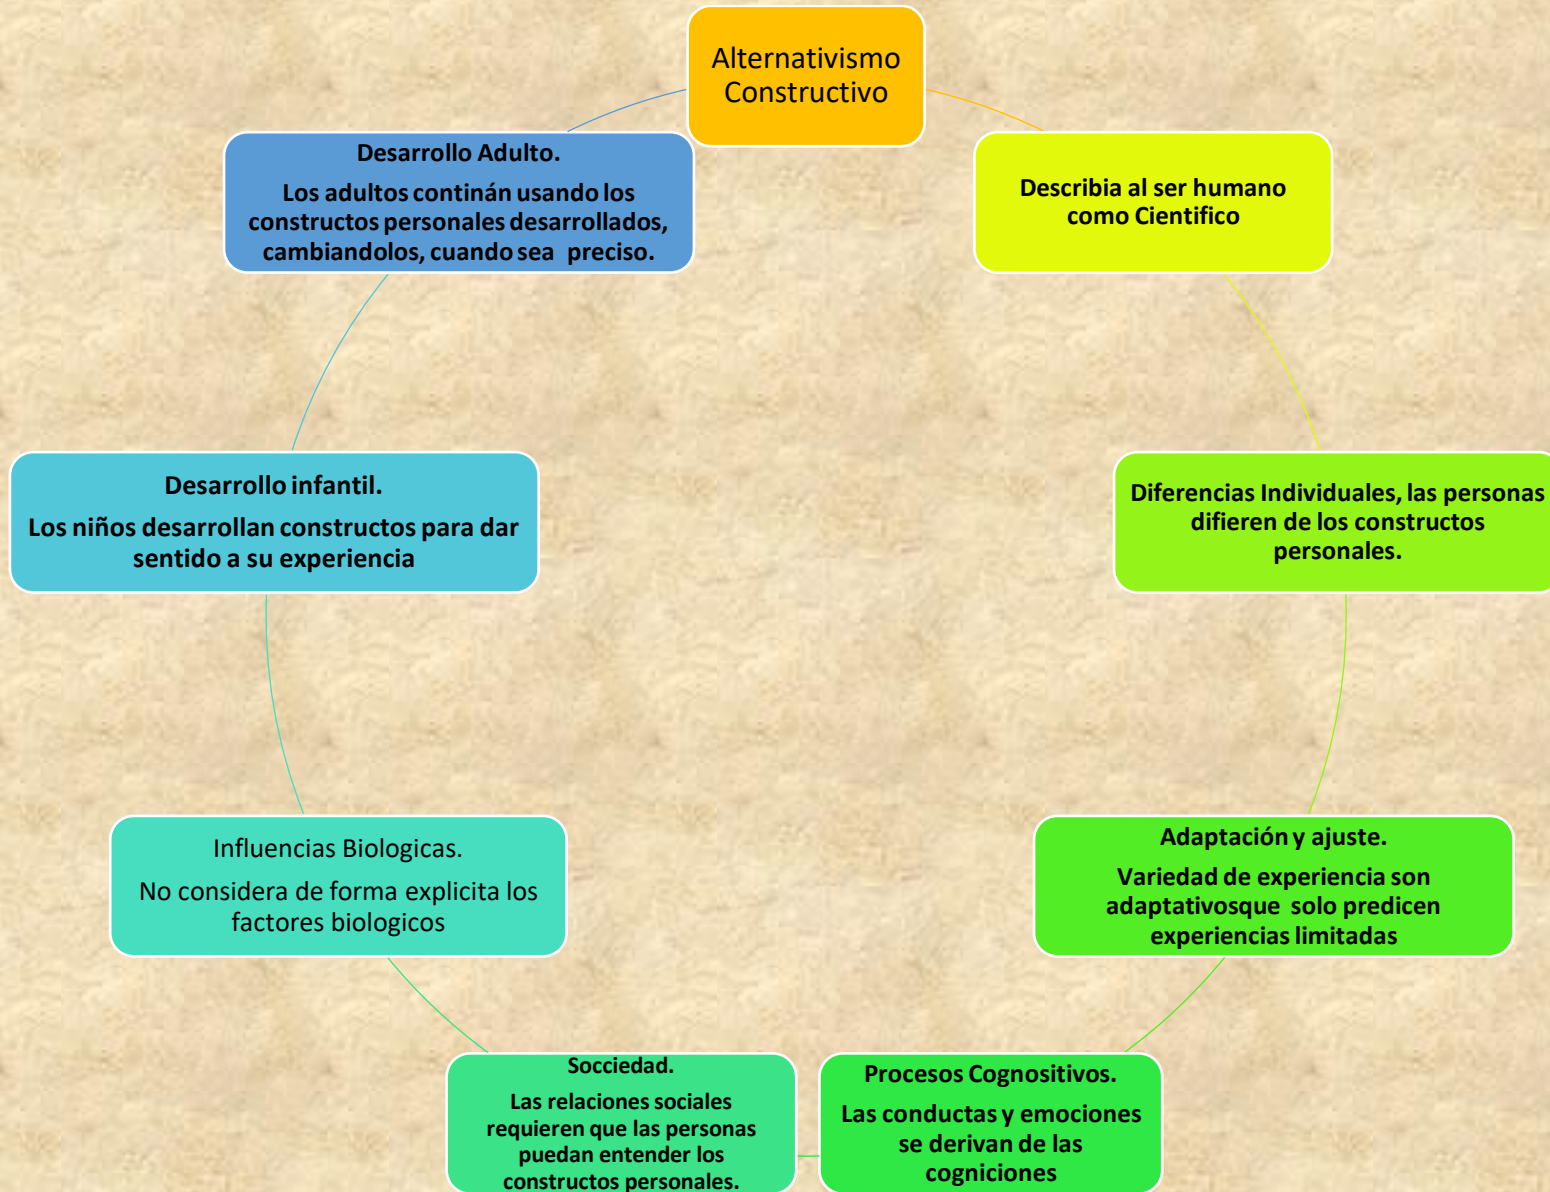 Alternativismo
Constructivo
Describia al ser humano
como Cientifico
Diferencias Individuales, las personas
difieren de los constructos
personales.
Adaptación y ajuste.
Variedad de experiencia son
adaptativosque solo predicen
experiencias limitadas
Procesos Cognositivos.
Las conductas y emociones
se derivan de las
cogniciones
Socciedad.
Las relaciones sociales
requieren que las personas
puedan entender los
constructos personales.
Influencias Biologicas.
No considera de forma explicita los
factores biologicos
Desarrollo infantil.
Los niños desarrollan constructos para dar
sentido a su experiencia
Desarrollo Adulto.
Los adultos continán usando los
constructos personales desarrollados,
cambiandolos, cuando sea preciso.